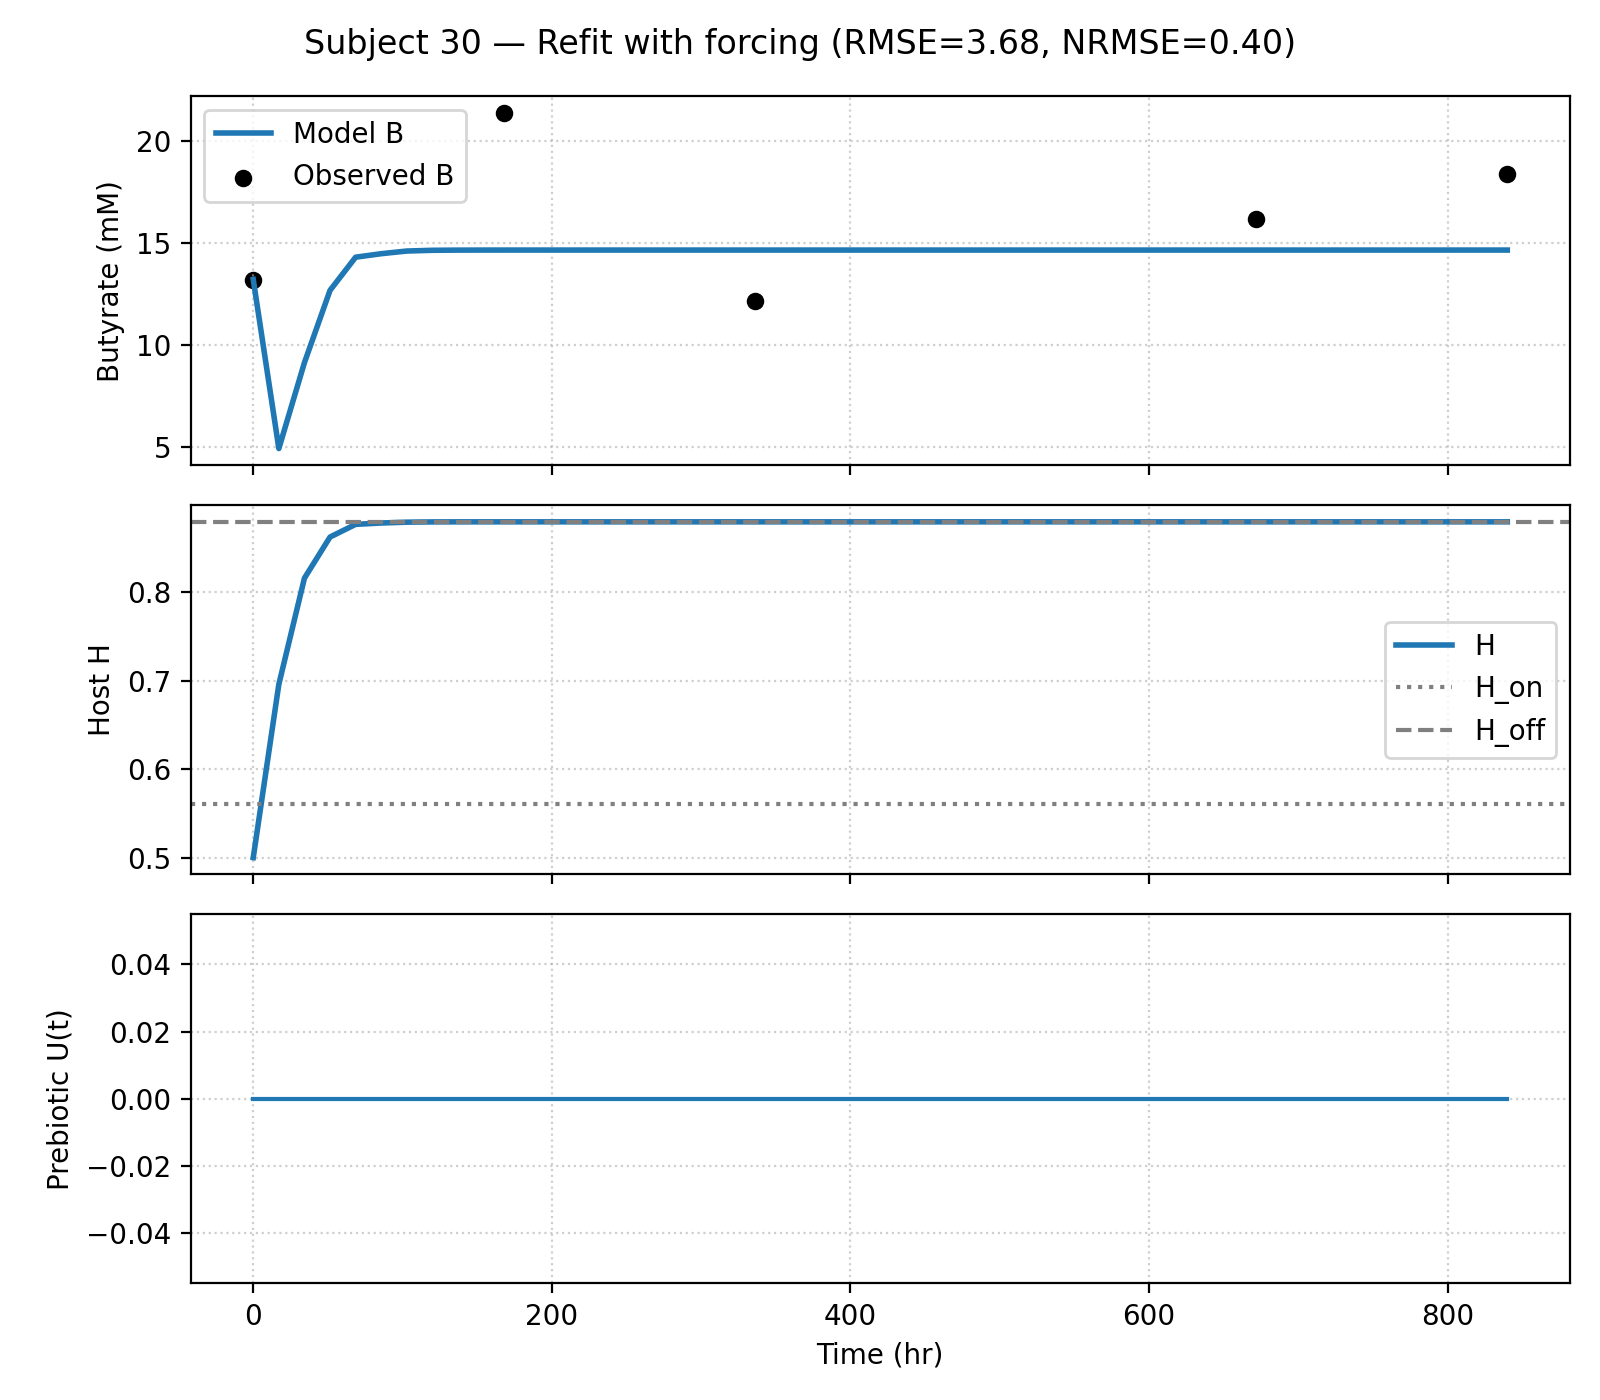 Subject 30 — Refit with forcing (RMSE=3.68, NRMSE=0.40)
Model B
Observed B
20
15
10
5
Butyrate (mM)
0.8
0.7
0.6
0.5
Host H
H
H_on
H_off
0.04
0.02
0.00
−0.02
−0.04
Prebiotic U(t)
0
200
400
600
800
Time (hr)